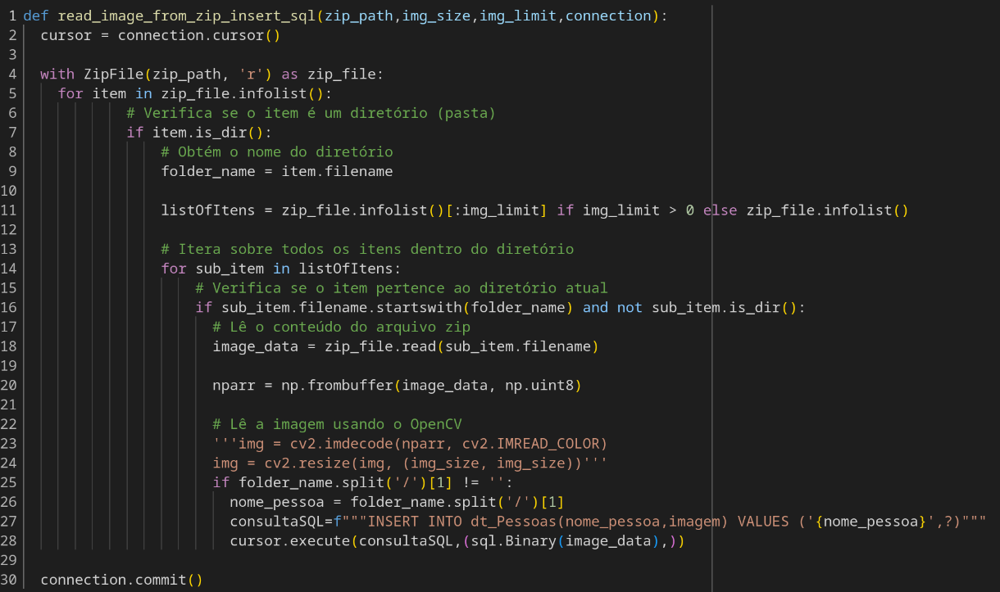 1 def read_image_from_zip_insert_sql(zip_path,img_size,img_limit,connection):
2   cursor = connection.cursor()
3
4   with ZipFile(zip_path, 'r') as zip_file:
5     for item in zip_file.infolist():
6             # Verifica se o item é um diretório (pasta)
7             if item.is_dir():
8                 # Obtém o nome do diretório
9                 folder_name = item.filename
10
11                 listOfItens = zip_file.infolist()[:img_limit] if img_limit > 0 else zip_file.infolist()
12
13                 # Itera sobre todos os itens dentro do diretório
14                 for sub_item in listOfItens:
15                     # Verifica se o item pertence ao diretório atual
16                     if sub_item.filename.startswith(folder_name) and not sub_item.is_dir():
17                       # Lê o conteúdo do arquivo zip
18                       image_data = zip_file.read(sub_item.filename)
19
20                       nparr = np.frombuffer(image_data, np.uint8)
21
22                       # Lê a imagem usando o OpenCV
23                       '''img = cv2.imdecode(nparr, cv2.IMREAD_COLOR)
24                       img = cv2.resize(img, (img_size, img_size))'''
25                       if folder_name.split('/')[1] != '':
26                         nome_pessoa = folder_name.split('/')[1]
27                         consultaSQL=f"""INSERT INTO dt_Pessoas(nome_pessoa,imagem) VALUES ('{nome_pessoa}',?)"""
28                         cursor.execute(consultaSQL,(sql.Binary(image_data),))
29
30   connection.commit()